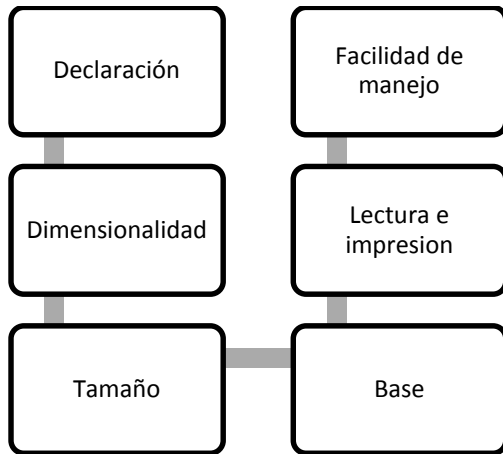 Declaración
Dimensionalidad
Tamaño
Base
Lectura e
impresion
Facilidad de
manejo